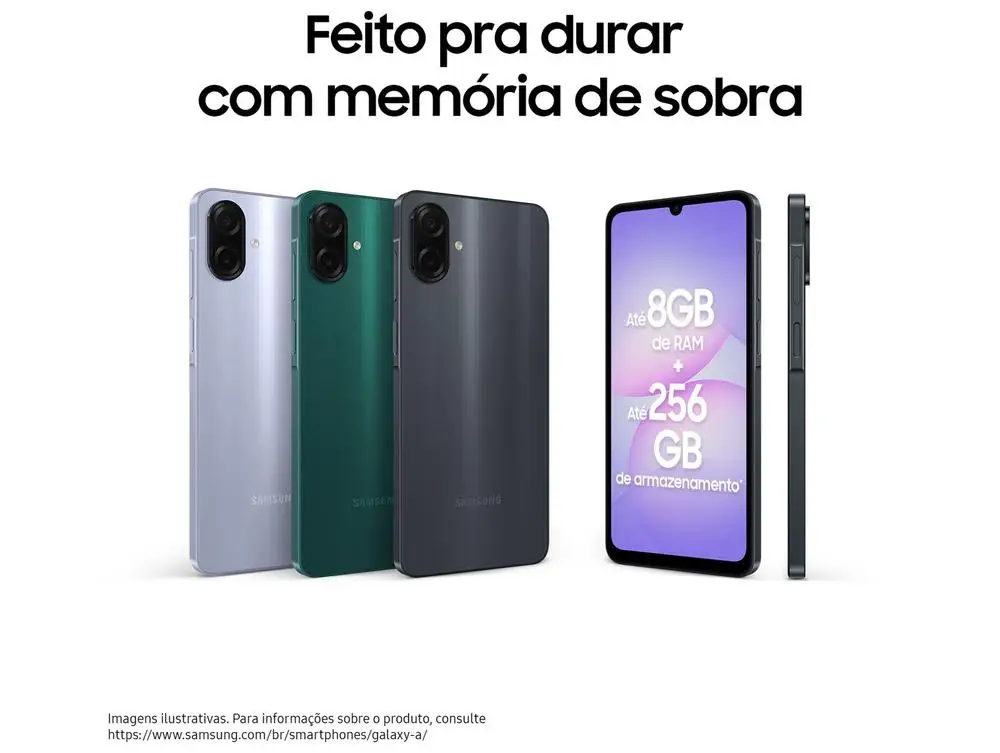 Feito pra durar
com memória de sobra
Até 8GB
de RAM
+
Até 256
GB
de armazenamento*
SAMSUNG
SAMSUNG
SAMSUNG
Imagens ilustrativas. Para informações sobre o produto, consulte
https://www.samsung.com/br/smartphones/galaxy-a/